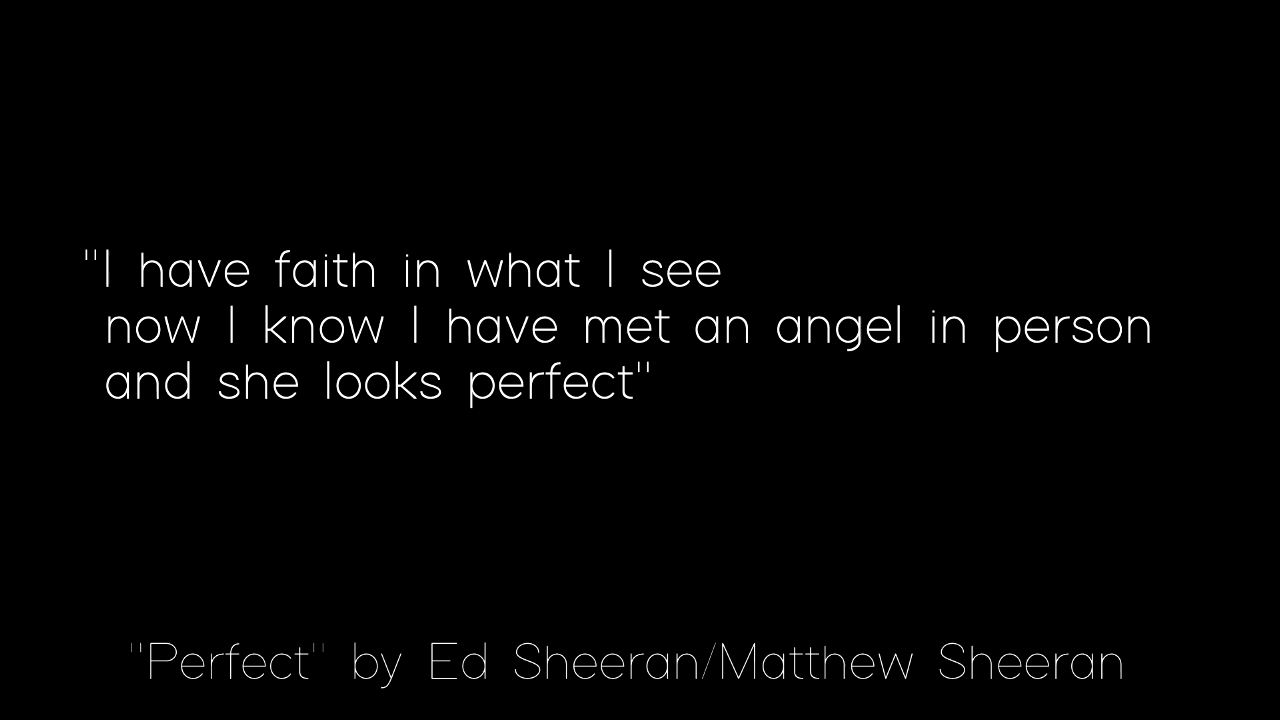 "I have faith in what I see
now I know I have met an angel in person
and she looks perfect"
"Perfect" by Ed Sheeran/Matthew Sheeran